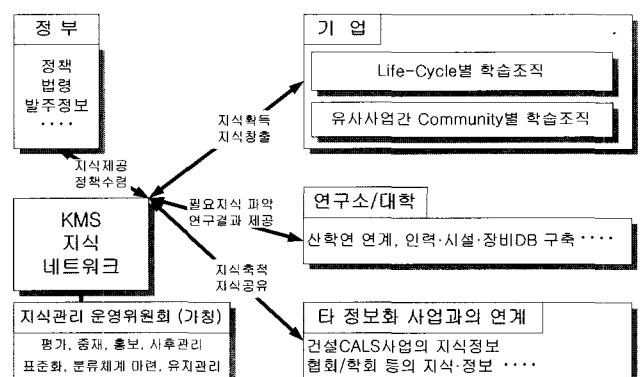 정 부
정책
법령
발주정보
····
기 업
Life-Cycle별 학습조직
유사사업간 Community별 학습조직
지식획득
지식창출
지식제공
정책수렴
KMS
지식
네트워크
필요지식 파악
연구결과 제공
연구소/대학
산학연 연계, 인력·시설·장비DB 구축 ····
지식축적
지식공유
지식관리 운영위원회 (가칭)
평가, 중재, 홍보, 사후관리
표준화, 분류체계 마련, 유지관리
타 정보화 사업과의 연계
건설CALS사업의 지식정보
협회/학회 등의 지식·정보 ····